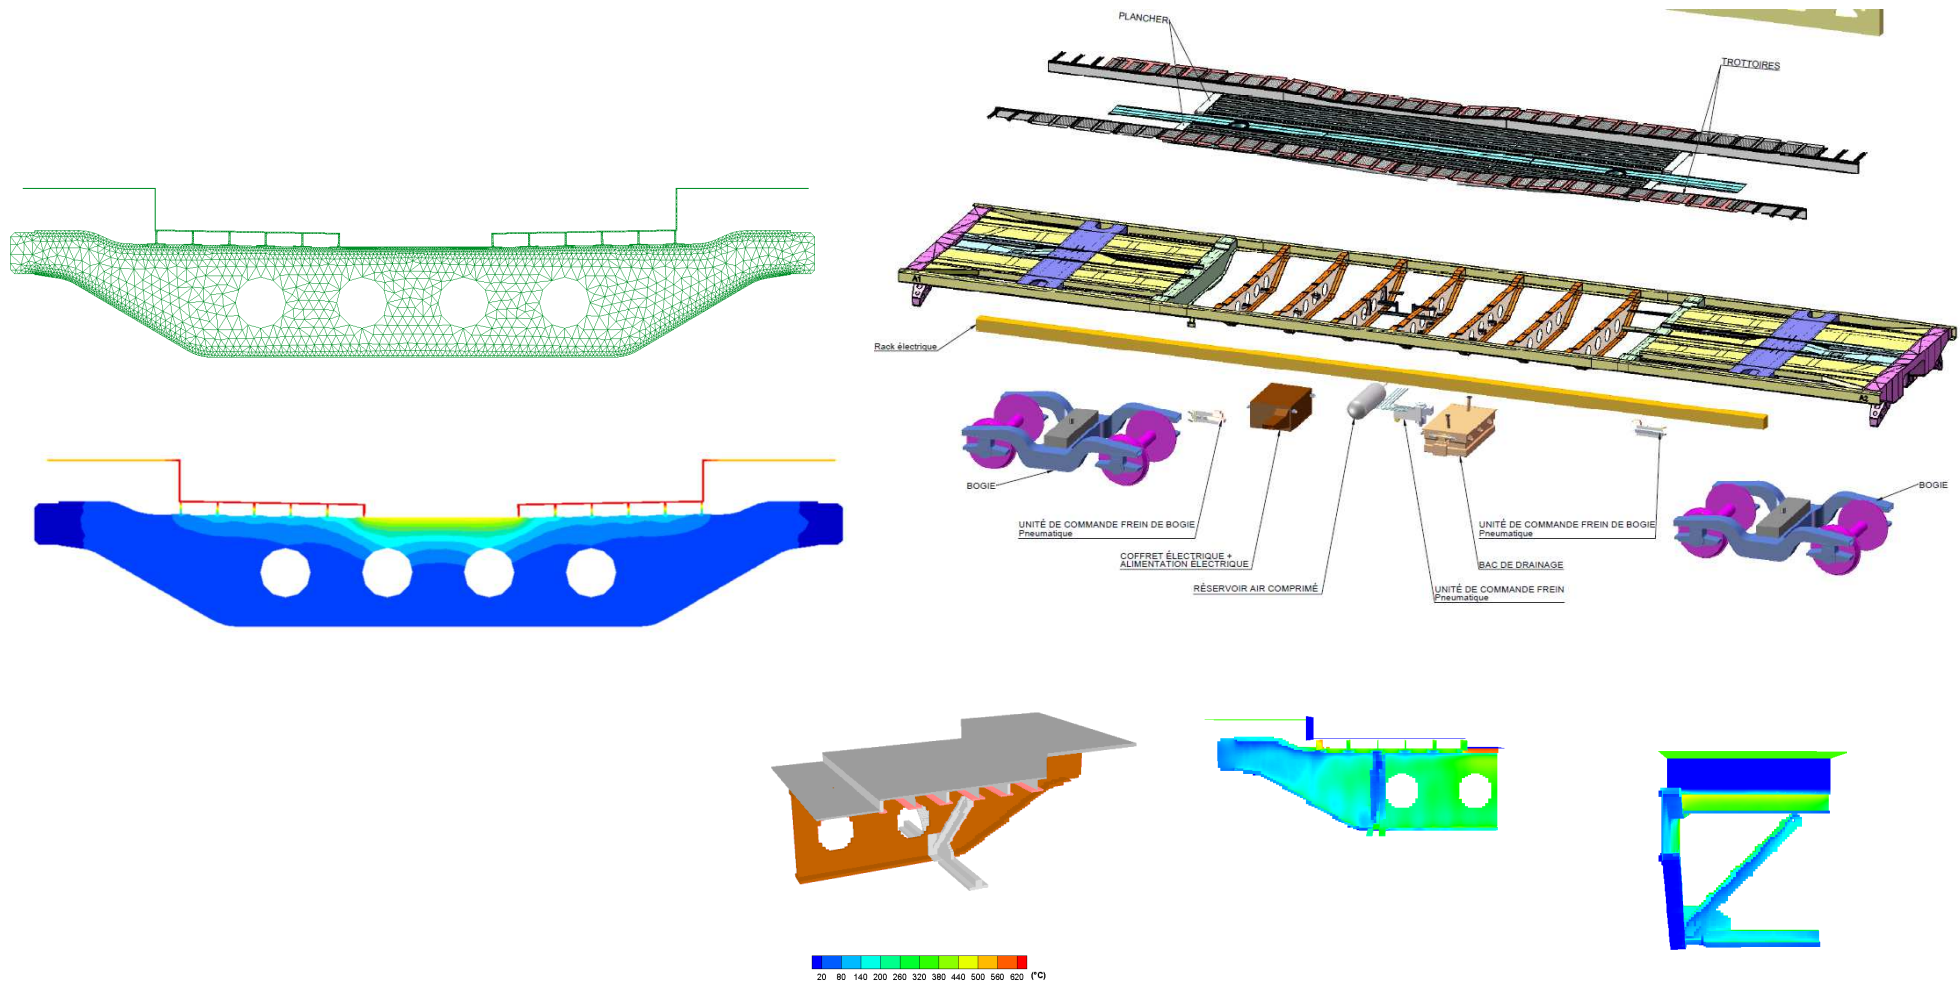 PLANCHER
TROTTOIRES
A1
Rack électrique
A2
BOGIE
BOGIE
UNITÉ DE COMMANDE FREIN DE BOGIE
Pneumatique
UNITÉ DE COMMANDE FREIN DE BOGIE
Pneumatique
COFFRET ÉLECTRIQUE +
ALIMENTATION ÉLECTRIQUE
BAC DE DRAINAGE
RÉSERVOIR AIR COMPRIMÉ
UNITÉ DE COMMANDE FREIN
Pneumatique
20 80 140 200 260 320 380 440 500 560 620 (°C)